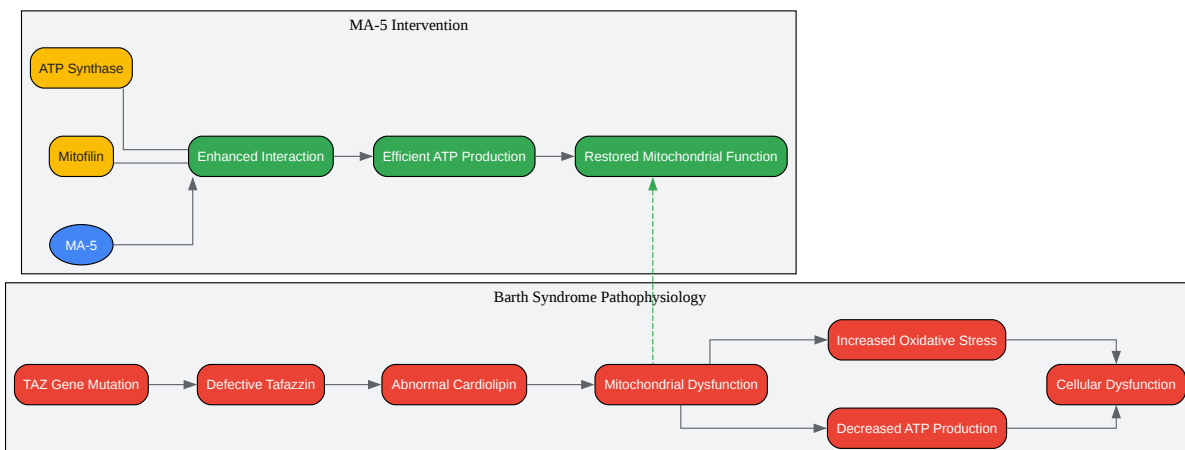 MA-5 Intervention
ATP Synthase
Mitofilin
Enhanced Interaction
Efficient ATP Production
Restored Mitochondrial Function
MA-5
Barth Syndrome Pathophysiology
Increased Oxidative Stress
TAZ Gene Mutation
Defective Tafazzin
Abnormal Cardiolipin
Mitochondrial Dysfunction
Cellular Dysfunction
Decreased ATP Production